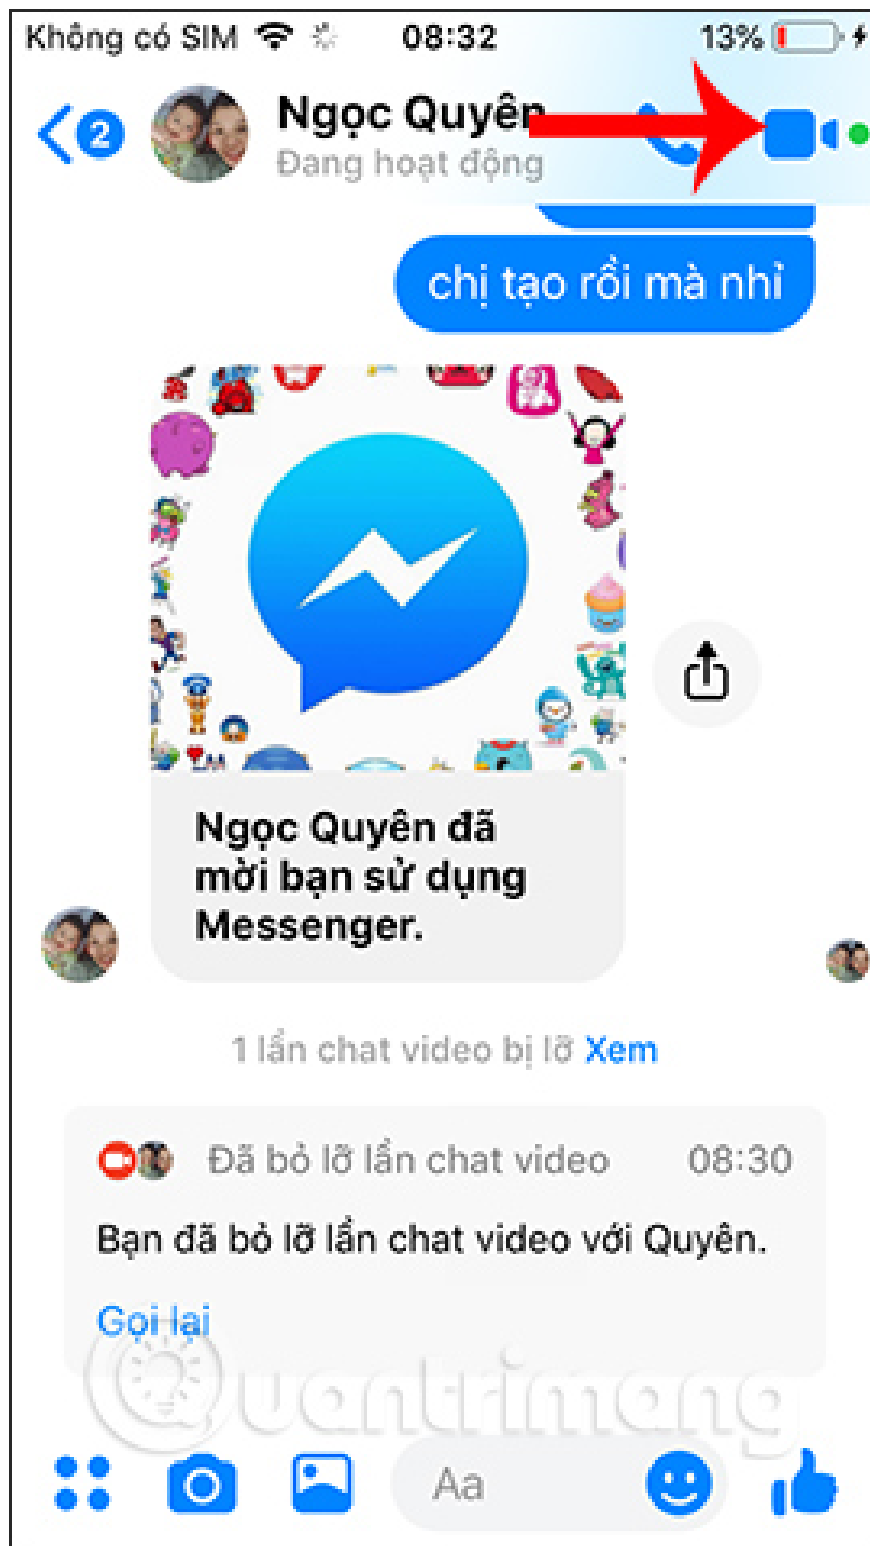 Không có SIM 08:32 13%
2 Ngọc Quyên
Đang hoạt động
chị tạo rồi mà nhỉ
Ngọc Quyên đã
mời bạn sử dụng
Messenger.
1 lần chat video bị lỡ Xem
Đã bỏ lỡ lần chat video 08:30
Bạn đã bỏ lỡ lần chat video với Quyên.
Gọi lại
Quantrimang
Aa